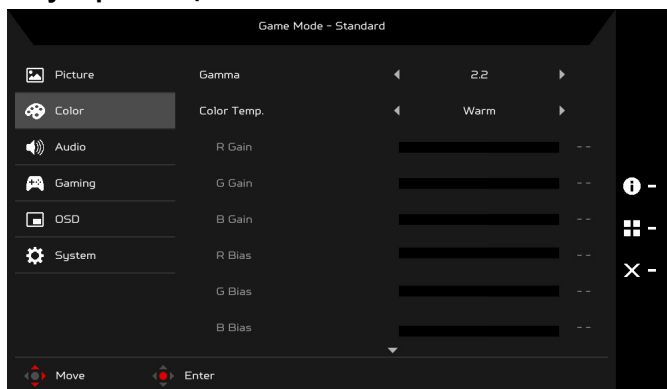 Game Mode - Standard
Picture
Gamma
2.2
Color
Color Temp.
Warm
Audio
R Gain
--
Gaming
G Gain
--
OSD
B Gain
--
System
R Bias
--
G Bias
--
B Bias
--
Move
Enter